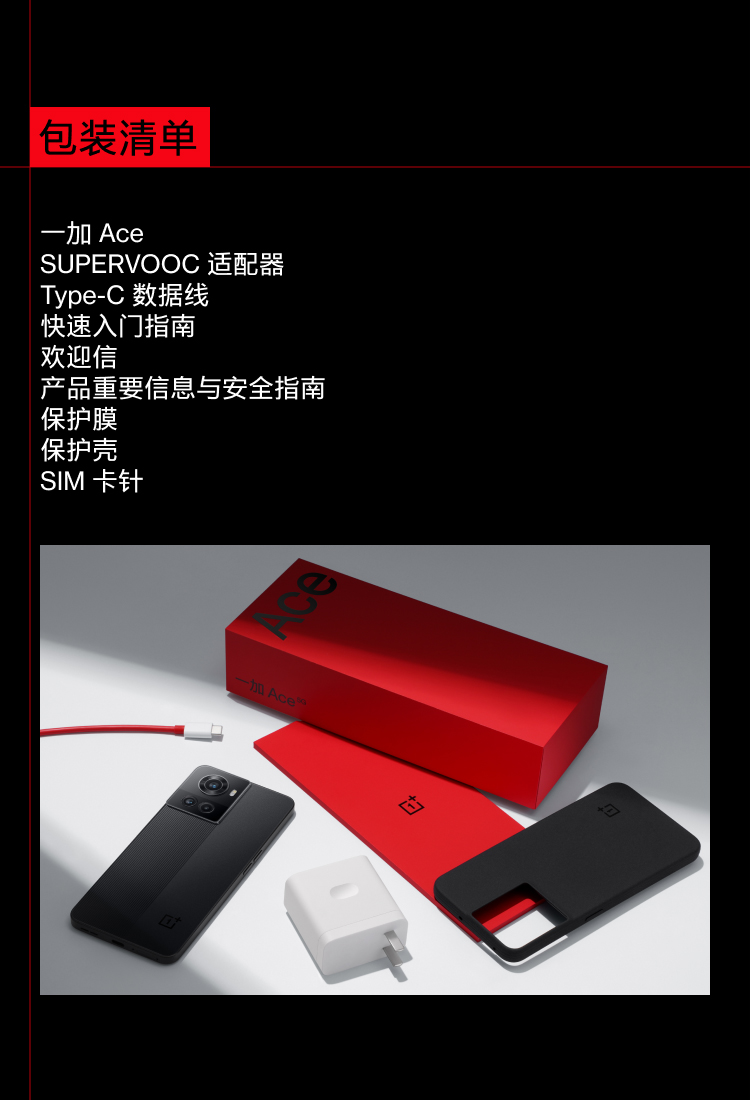 包装清单
一加 Ace
SUPERVOOC 适配器
Type-C 数据线
快速入门指南
欢迎信
产品重要信息与安全指南
保护膜
保护壳
SIM 卡针
Ace
一加 Ace 5G